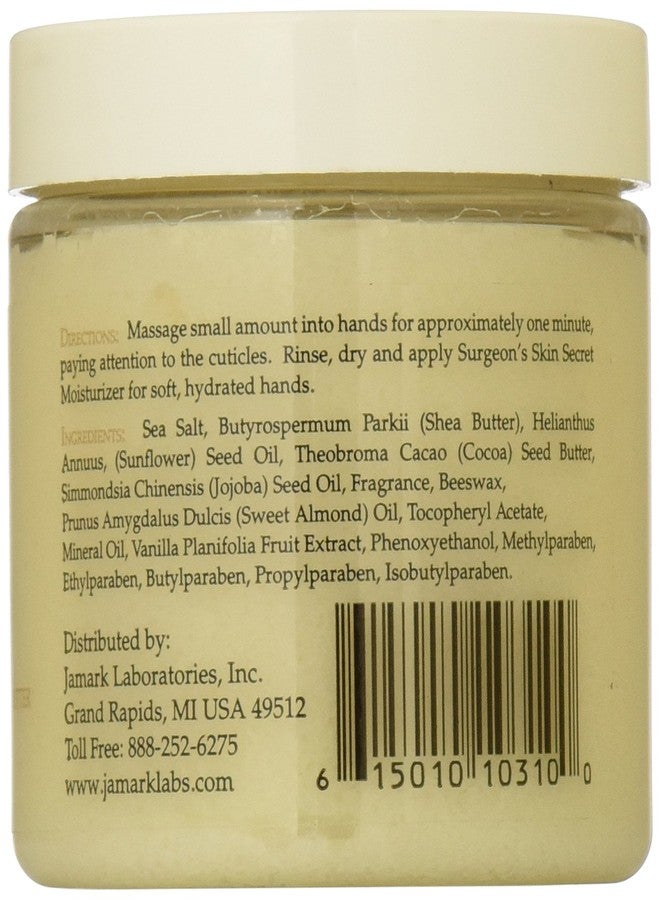 DIRECTIONS: Massage small amount into hands for approximately one minute,
paying attention to the cuticles. Rinse, dry and apply Surgeon's Skin Secret
Moisturizer for soft, hydrated hands.
INGREDIENTS: Sea Salt, Butyrospermum Parkii (Shea Butter), Helianthus
Annuus, (Sunflower) Seed Oil, Theobroma Cacao (Cocoa) Seed Butter,
Simmondsia Chinensis (Jojoba) Seed Oil, Fragrance, Beeswax,
Prunus Amygdalus Dulcis (Sweet Almond) Oil, Tocopheryl Acetate,
Mineral Oil, Vanilla Planifolia Fruit Extract, Phenoxyethanol, Methylparaben,
Ethylparaben, Butylparaben, Propylparaben, Isobutylparaben.
Distributed by:
Jamark Laboratories, Inc.
Grand Rapids, MI USA 49512
Toll Free: 888-252-6275
www.jamarklabs.com
6 15010 10310 0